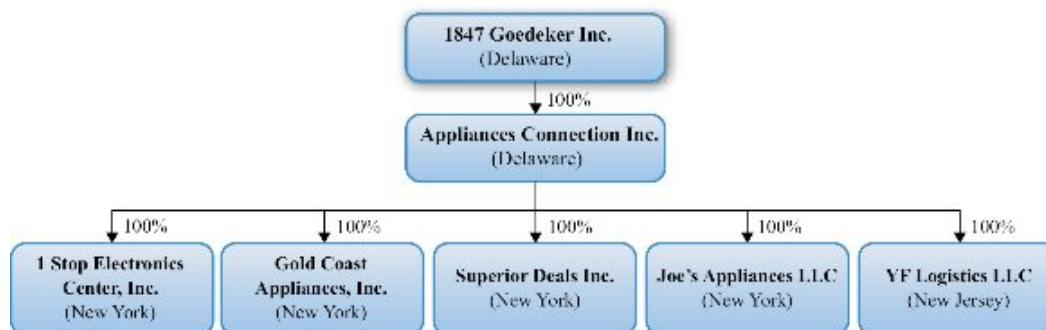 1847 Goedeker Inc.
(Delaware)
100%
Appliances Connection Inc.
(Delaware)
100%
100%
100%
100%
100%
1 Stop Electronics
Center, Inc.
(New York)
Gold Coast
Appliances, Inc.
(New York)
Superior Deals Inc.
(New York)
Joe's Appliances LLC
(New York)
YF Logistics LLC
(New Jersey)